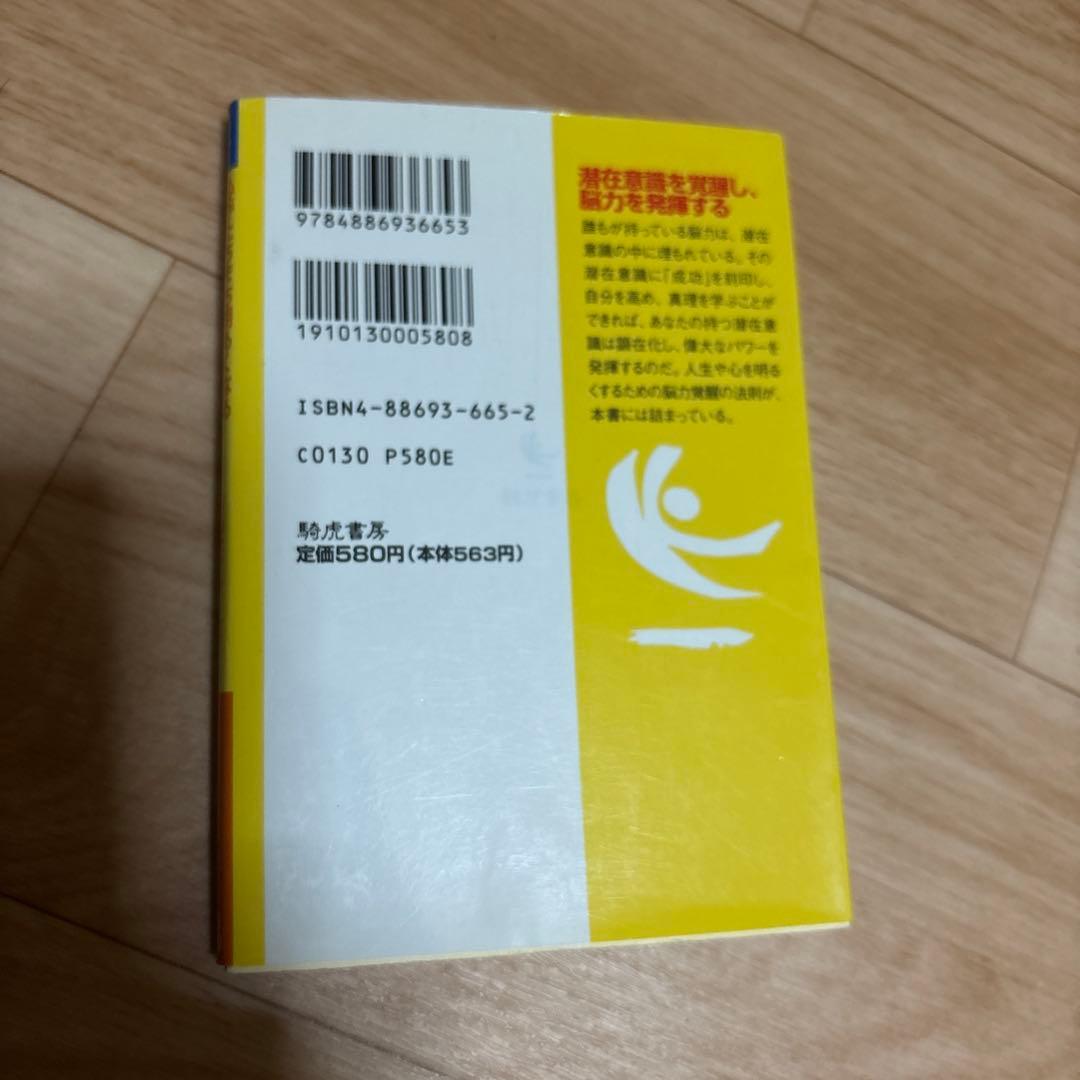 9784886936653
1910130005808
ISBN4-88693-665-2
C0130 P580E
騎虎書房
定価580円(本体563円)
潜在意識を覚醒し、
脳力を発揮する
誰もが持っている脳力は、潜在
意識の中に埋もれている。その
潜在意識に「成功」を刻印し、
自分を高め、真理を学ぶことが
できれば、あなたの持つ潜在意
識は顕在化し、偉大なパワーを
発揮するのだ。人生や心を明る
くするための脳力覚醒の法則が、
本書には詰まっている。